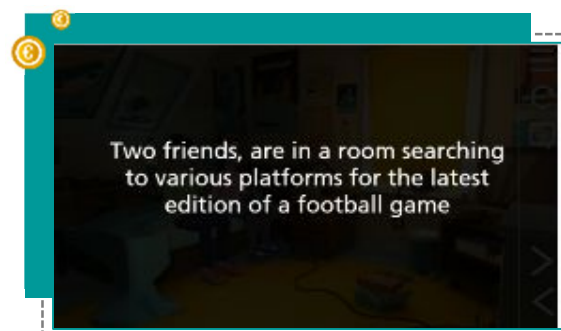 Two friends, are in a room searching
to various platforms for the latest
edition of a football game